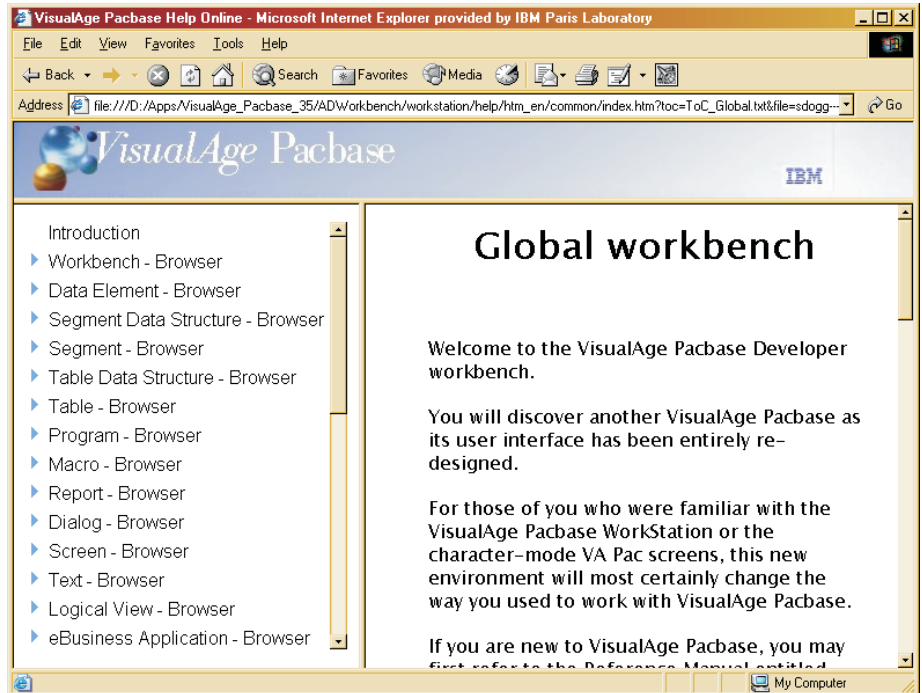 VisualAge Pacbase Help Online - Microsoft Internet Explorer provided by IBM Paris Laboratory
File Edit View Favorites Tools Help
Back Search Favorites Media
Address file:///D:/Apps/VisualAge_Pacbase_35/ADWorkbench/workstation/help/htm_en/common/index.htm?toc=ToC_Global.txt&file=sdogg--- Go
VisualAge Pacbase
IBM
Introduction
Workbench - Browser
Data Element - Browser
Segment Data Structure - Browser
Segment - Browser
Table Data Structure - Browser
Table - Browser
Program - Browser
Macro - Browser
Report - Browser
Dialog - Browser
Screen - Browser
Text - Browser
Logical View - Browser
eBusiness Application - Browser
Global workbench
Welcome to the VisualAge Pacbase Developer
workbench.
You will discover another VisualAge Pacbase as
its user interface has been entirely re-
designed.
For those of you who were familiar with the
VisualAge Pacbase WorkStation or the
character-mode VA Pac screens, this new
environment will most certainly change the
way you used to work with VisualAge Pacbase.
If you are new to VisualAge Pacbase, you may
first refer to the Reference Manual entitled
My Computer